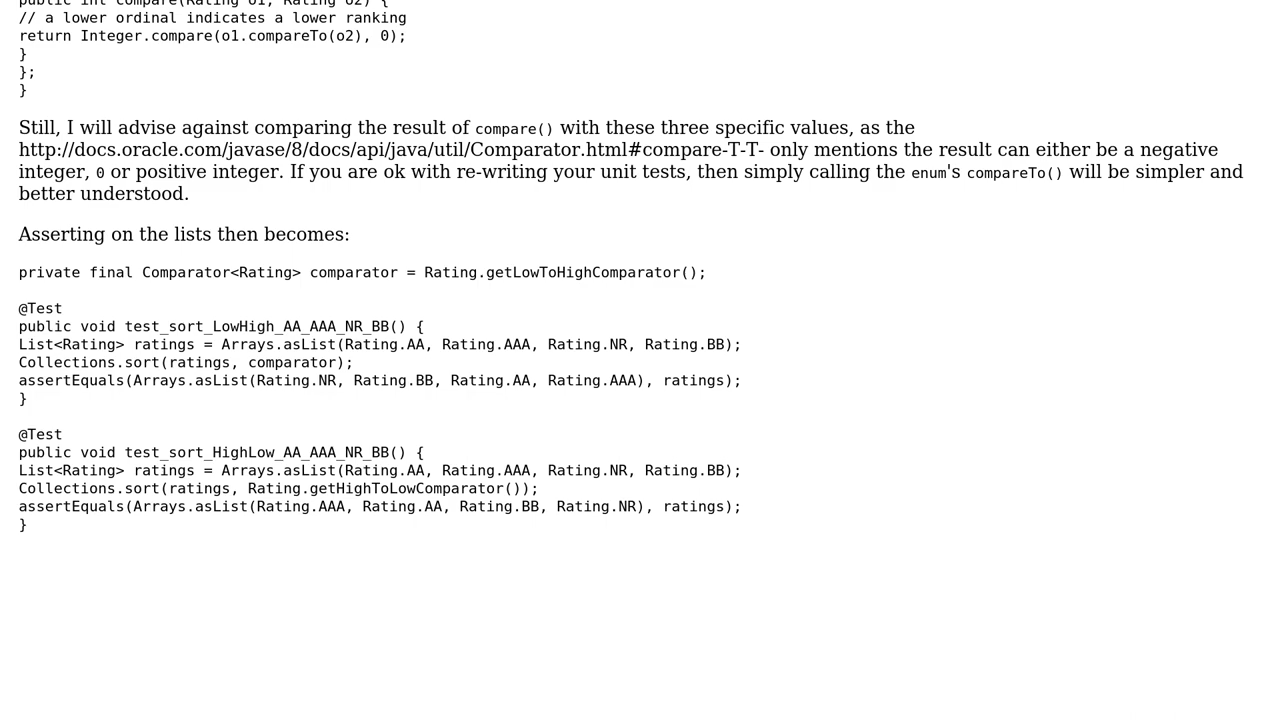 public int compare(Rating o1, Rating o2) {
// a lower ordinal indicates a lower ranking
return Integer.compare(o1.compareTo(o2), 0);
}
};
}
Still, I will advise against comparing the result of compare() with these three specific values, as the
http://docs.oracle.com/javase/8/docs/api/java/util/Comparator.html#compare-T-T- only mentions the result can either be a negative
integer, 0 or positive integer. If you are ok with re-writing your unit tests, then simply calling the enum's compareTo() will be simpler and
better understood.
Asserting on the lists then becomes:
private final Comparator<Rating> comparator = Rating.getLowToHighComparator();
@Test
public void test_sort_LowHigh_AA_AAA_NR_BB() {
List<Rating> ratings = Arrays.asList(Rating.AA, Rating.AAA, Rating.NR, Rating.BB);
Collections.sort(ratings, comparator);
assertEquals(Arrays.asList(Rating.NR, Rating.BB, Rating.AA, Rating.AAA), ratings);
}
@Test
public void test_sort_HighLow_AA_AAA_NR_BB() {
List<Rating> ratings = Arrays.asList(Rating.AA, Rating.AAA, Rating.NR, Rating.BB);
Collections.sort(ratings, Rating.getHighToLowComparator());
assertEquals(Arrays.asList(Rating.AAA, Rating.AA, Rating.BB, Rating.NR), ratings);
}